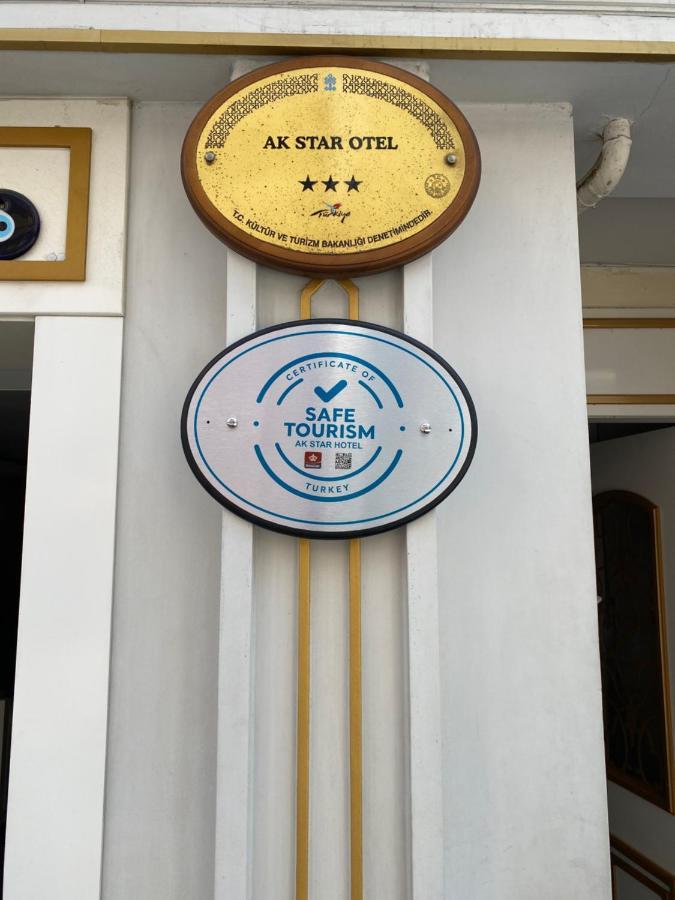 AK STAR OTEL
Türkiye
T.C. KÜLTÜR VE TURİZM BAKANLIĞI DENETİMİNDEDİR.
CERTIFICATE OF
SAFE
TOURISM
AK STAR HOTEL
TURKEY